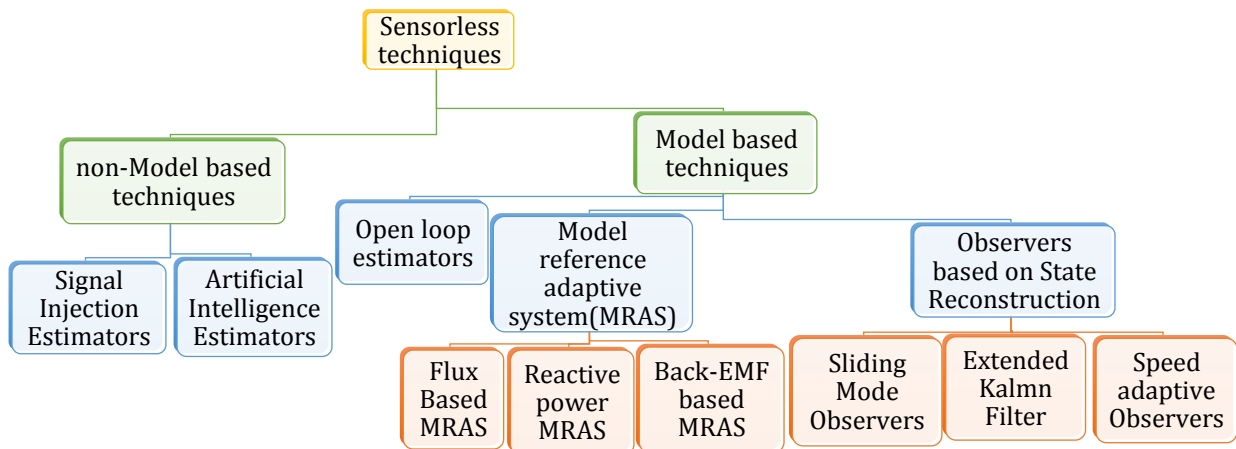 Sensorless
techniques
non-Model based
techniques
Model based
techniques
Signal
Injection
Estimators
Artificial
Intelligence
Estimators
Open loop
estimators
Model
reference
adaptive
system(MRAS)
Observers
based on State
Reconstruction
Flux
Based
MRAS
Reactive
power
MRAS
Back-EMF
based
MRAS
Sliding
Mode
Observers
Extended
Kalmn
Filter
Speed
adaptive
Observers